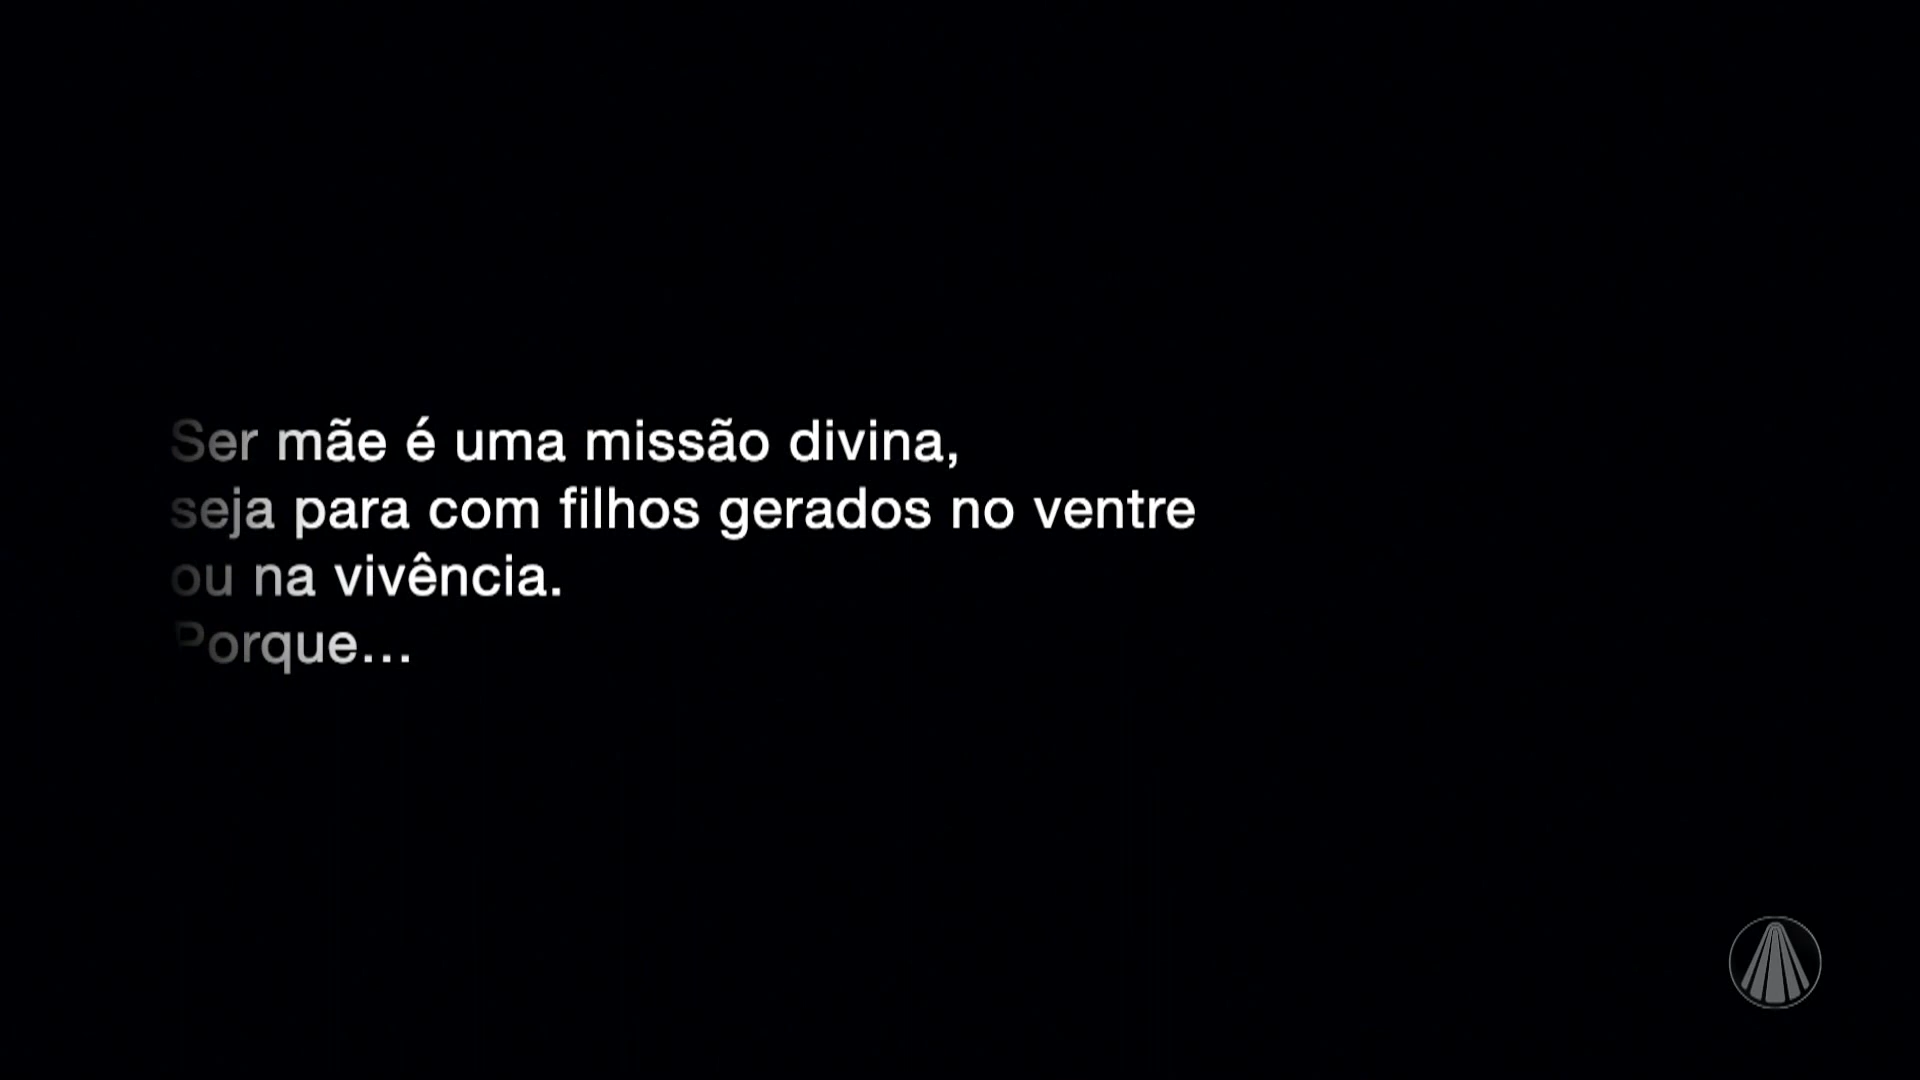 Ser mãe é uma missão divina,
seja para com filhos gerados no ventre
ou na vivência.
Porque...